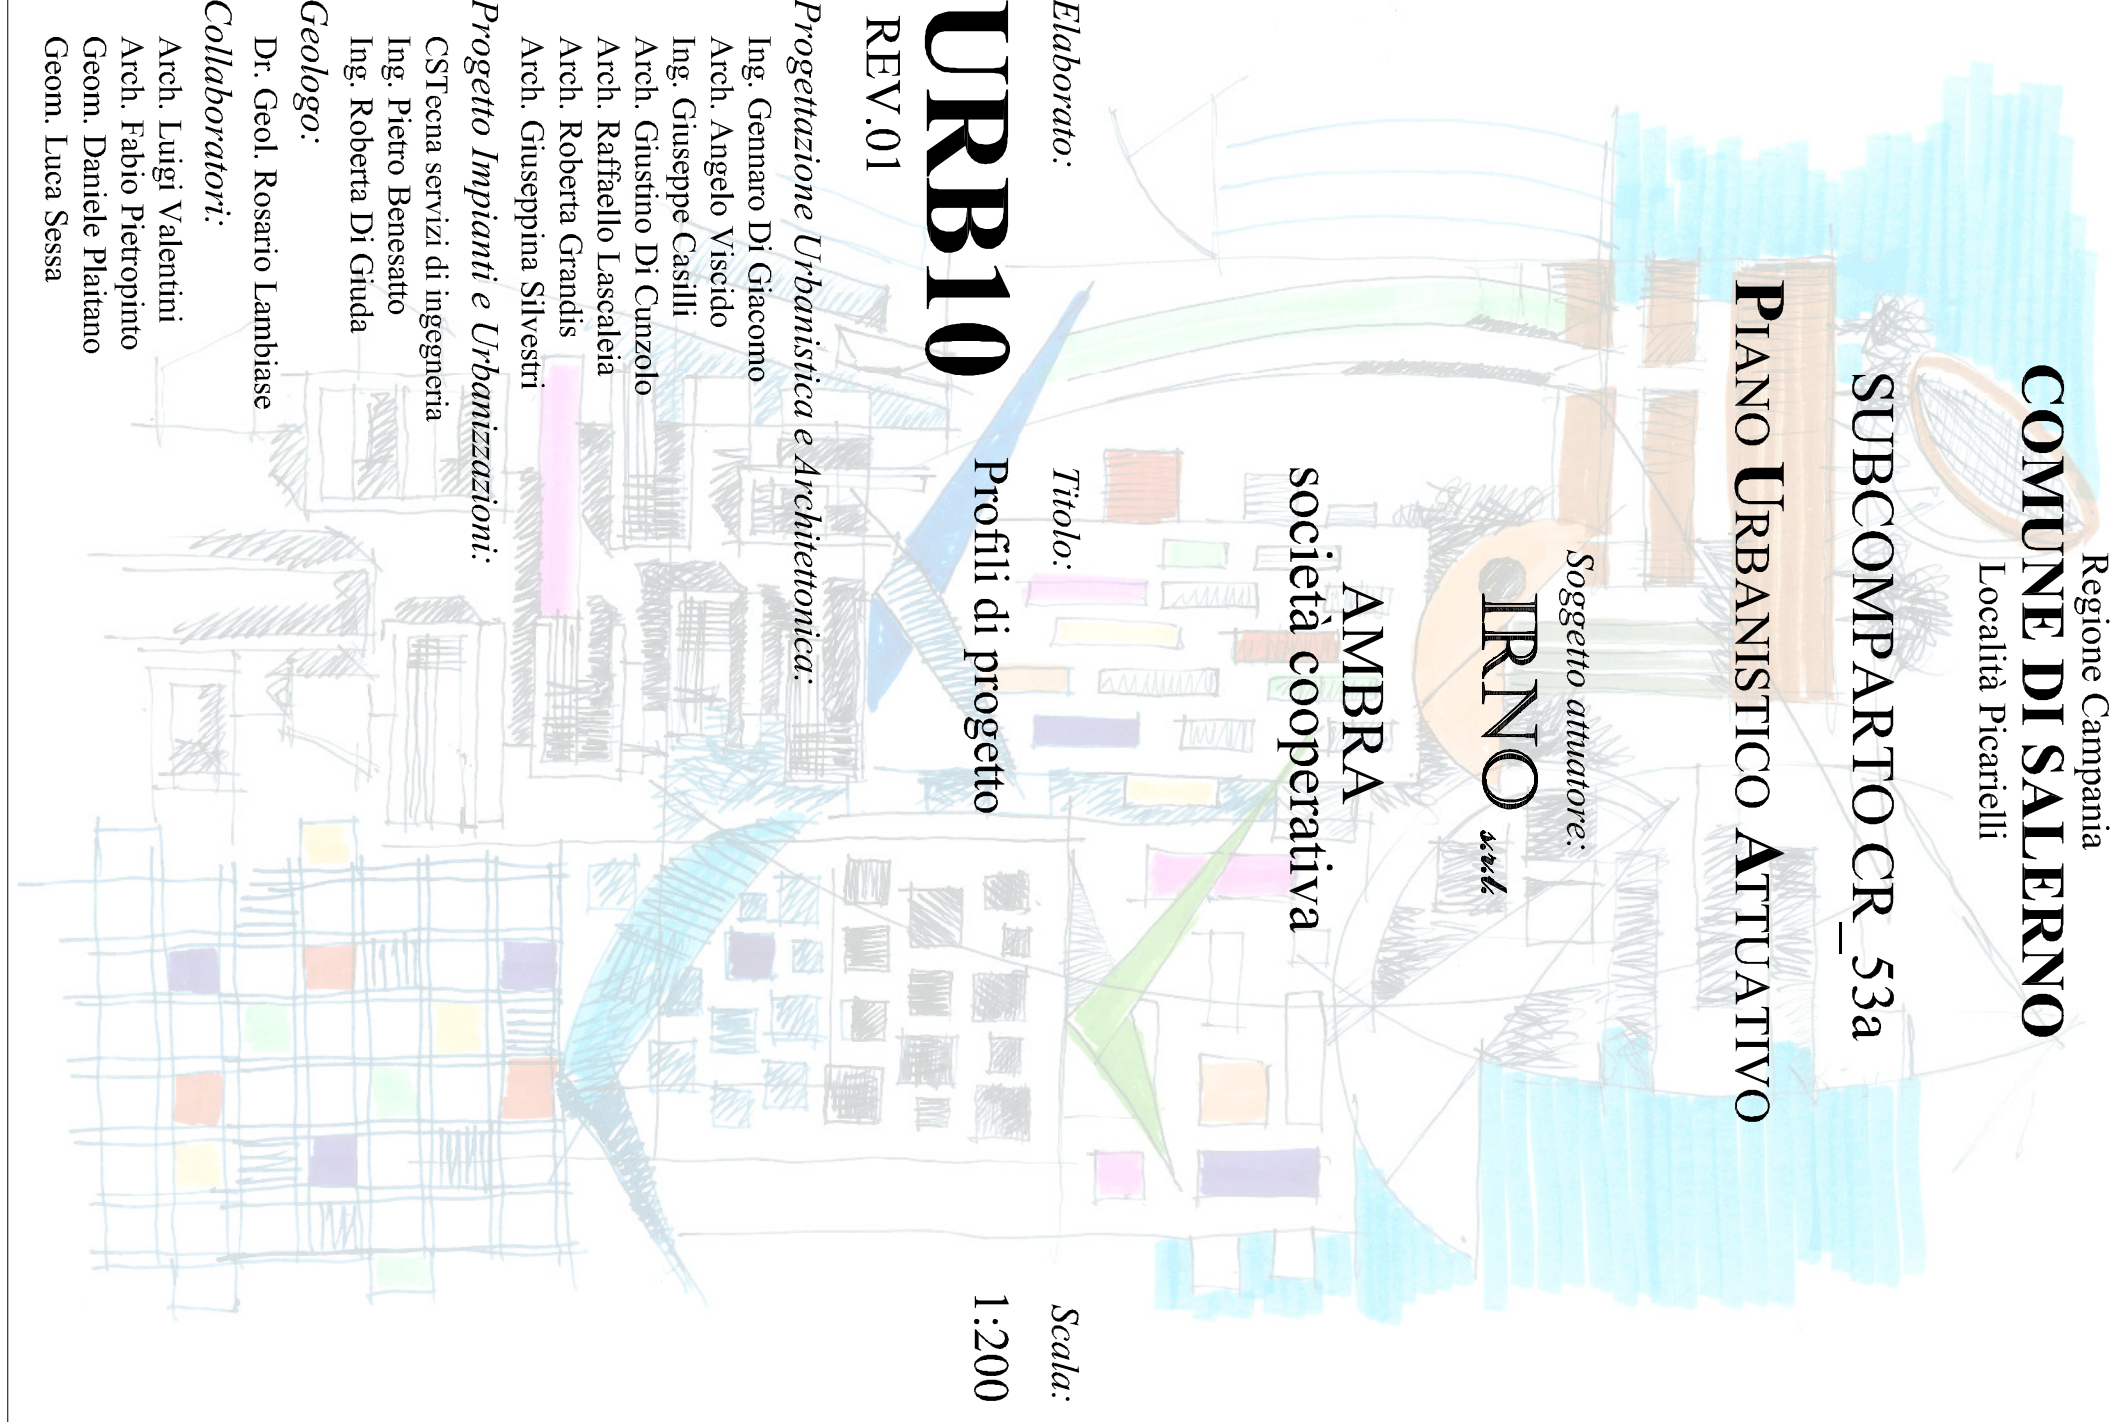 Regione Campania
COMUNE DI SALERNO
Località Picarielli
SUBCOMPARTO CR_53a
PIANO URBANISTICO ATTUATIVO
Soggetto attuatore:
IRNO s.r.l.
AMBRA
società cooperativa
Elaborato:
Titolo:
Scala:
URB10
Profili di progetto
1:200
REV.01
Progettazione Urbanistica e Architettonica:
Ing. Gennaro Di Giacomo
Arch. Angelo Viscido
Ing. Giuseppe Casilli
Arch. Giustino Di Cunzolo
Arch. Raffaello Lascaleia
Arch. Roberta Grandis
Arch. Giuseppina Silvestri
Progetto Impianti e Urbanizzazioni:
CSTecna servizi di ingegneria
Ing. Pietro Benesatto
Ing. Roberta Di Giuda
Geologo:
Dr. Geol. Rosario Lambiase
Collaboratori:
Arch. Luigi Valentini
Arch. Fabio Pietropinto
Geom. Daniele Plaitano
Geom. Luca Sessa